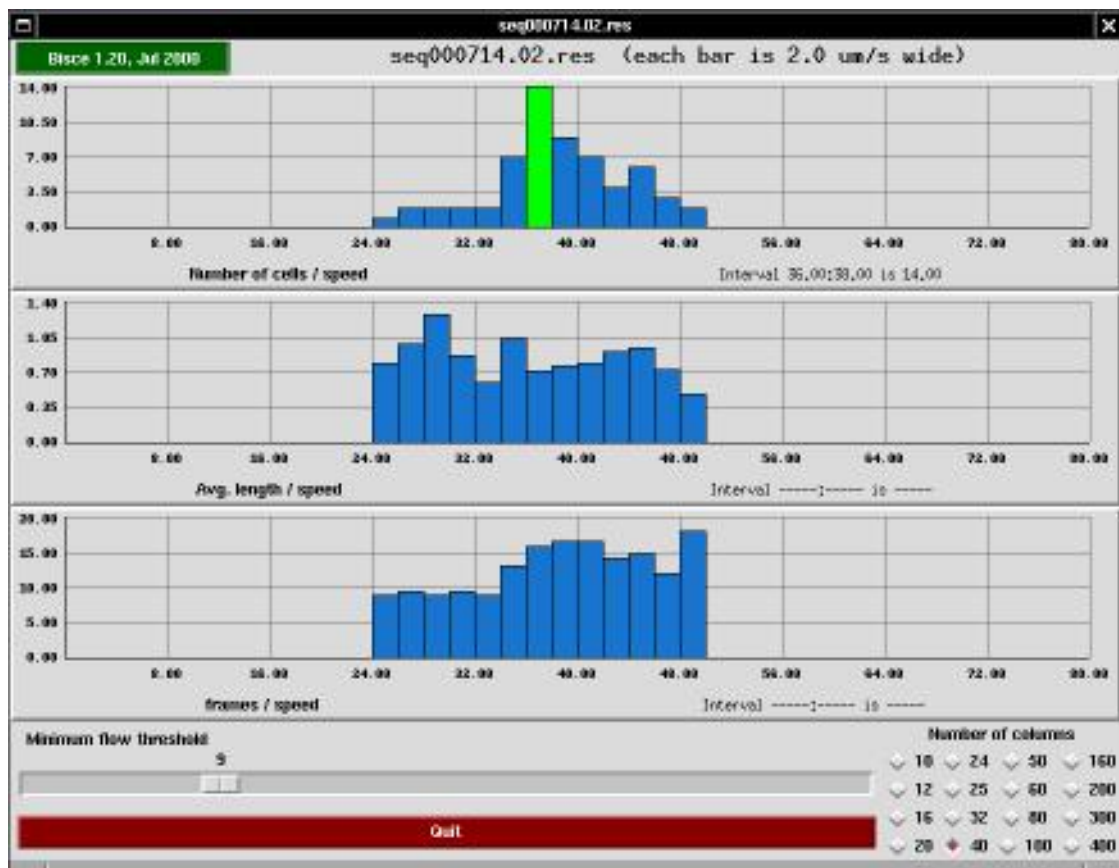 seq000714.02.res
Bisce 1.20, Jul 2000
seq000714.02.res (each bar is 2.0 um/s wide)
14.00
10.50
7.00
3.50
0.00
8.00 16.00 24.00 32.00 40.00 48.00 56.00 64.00 72.00 80.00
Number of cells / speed
Interval 36.00:38.00 is 14.00
1.40
1.05
0.70
0.35
0.00
8.00 16.00 24.00 32.00 40.00 48.00 56.00 64.00 72.00 80.00
Avg. length / speed
Interval -----:----- is -----
20.00
15.00
10.00
5.00
0.00
8.00 16.00 24.00 32.00 40.00 48.00 56.00 64.00 72.00 80.00
frames / speed
Interval -----:----- is -----
Minimum flow threshold
9
Quit
Number of columns
10 24 50 160
12 25 60 200
16 32 80 300
20 40 100 400